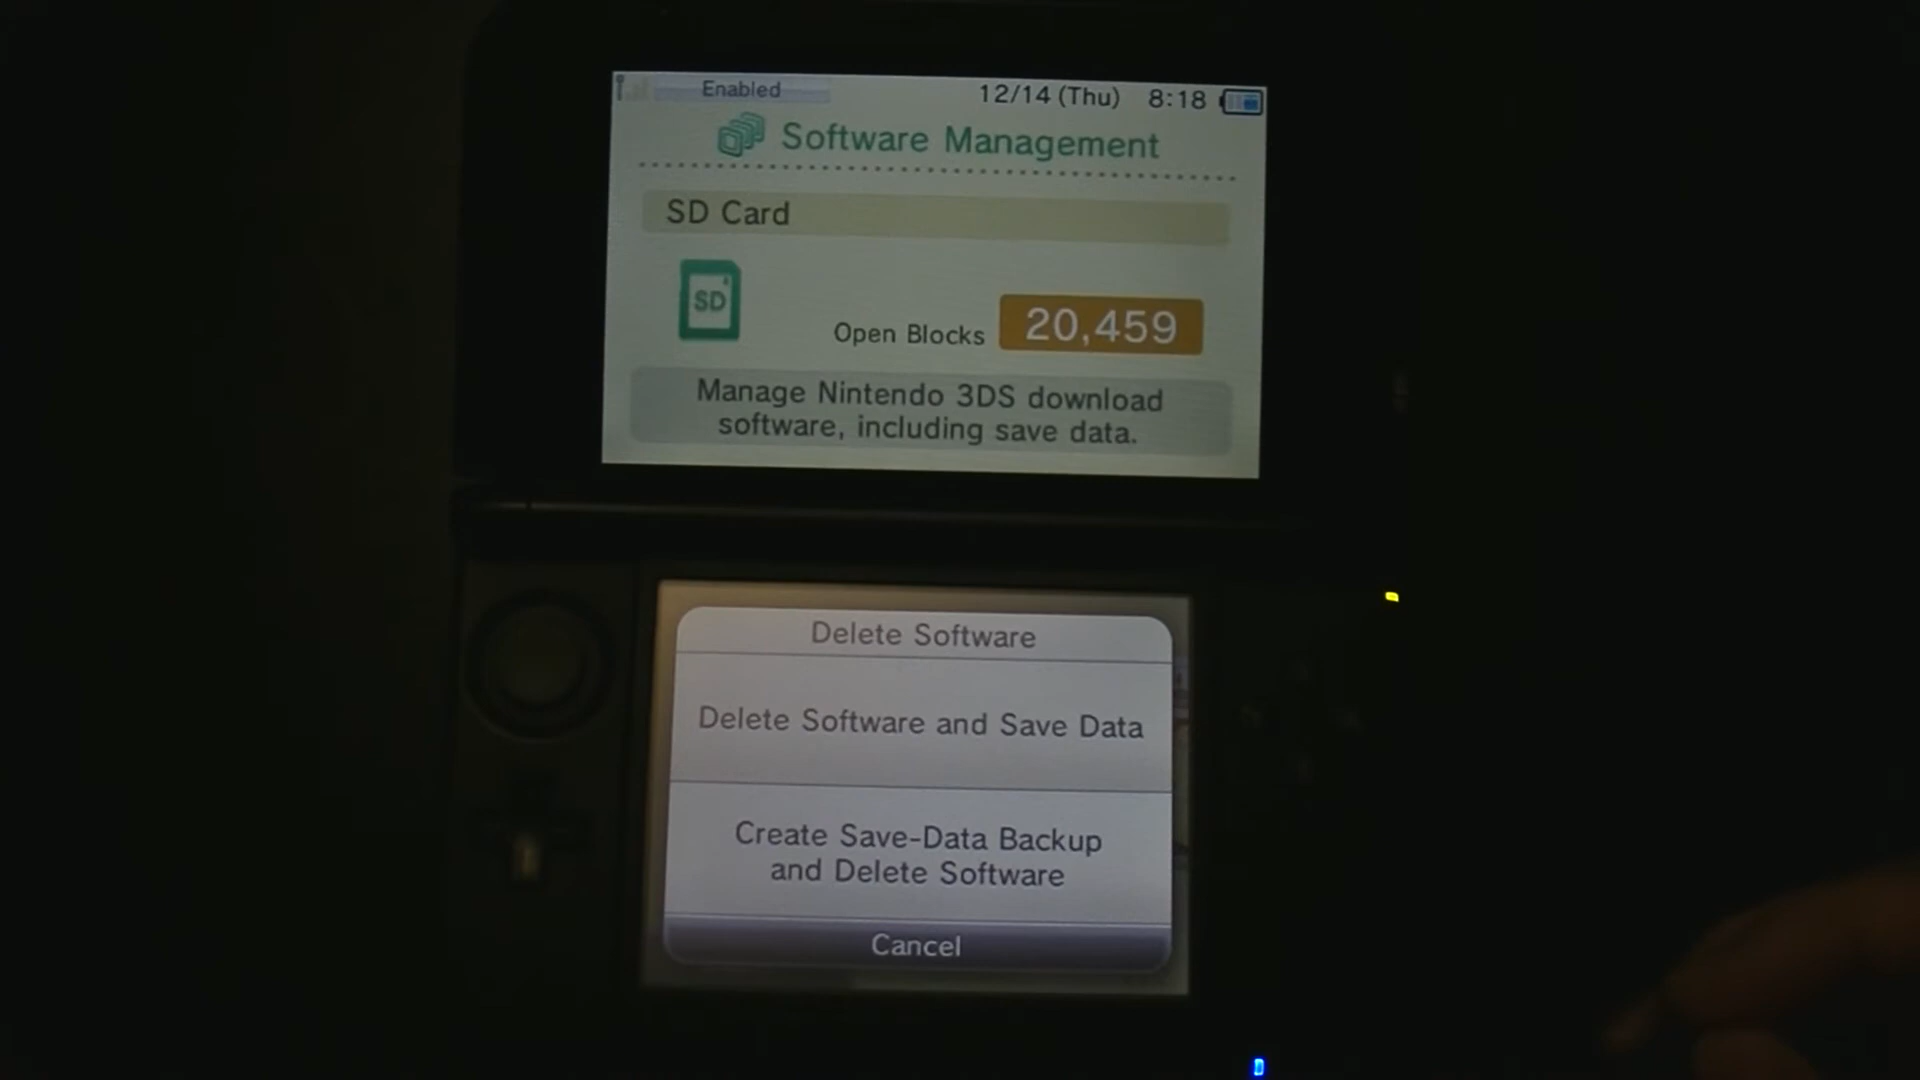 Enabled 12/14 (Thu) 8:18
Software Management
SD Card
SD
Open Blocks 20,459
Manage Nintendo 3DS download
software, including save data.
Delete Software
Delete Software and Save Data
Create Save-Data Backup
and Delete Software
Cancel